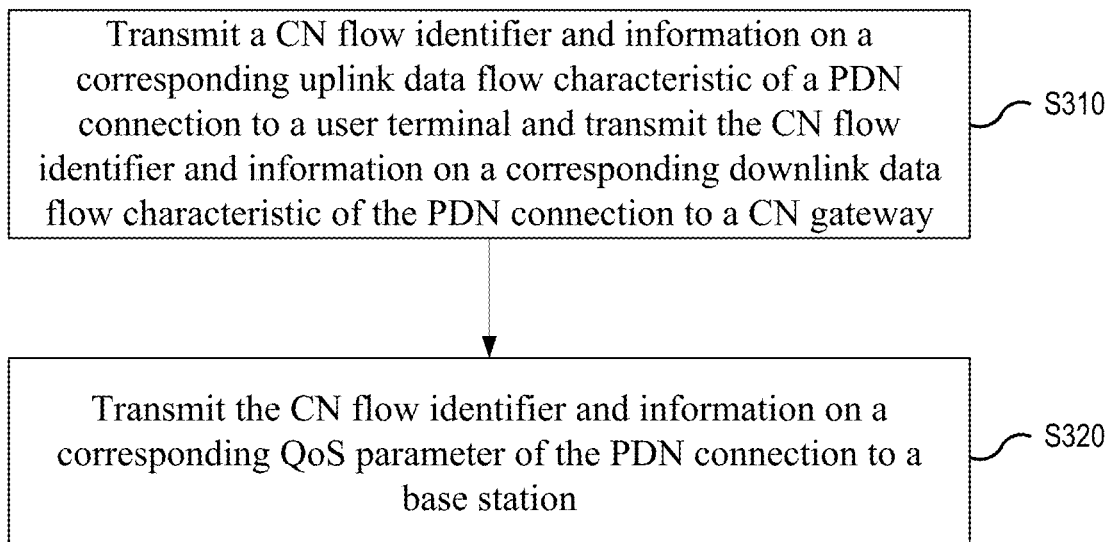 Transmit a CN flow identifier and information on a
corresponding uplink data flow characteristic of a PDN
connection to a user terminal and transmit the CN flow
identifier and information on a corresponding downlink data
flow characteristic of the PDN connection to a CN gateway
S310
Transmit the CN flow identifier and information on a
corresponding QoS parameter of the PDN connection to a
base station
S320